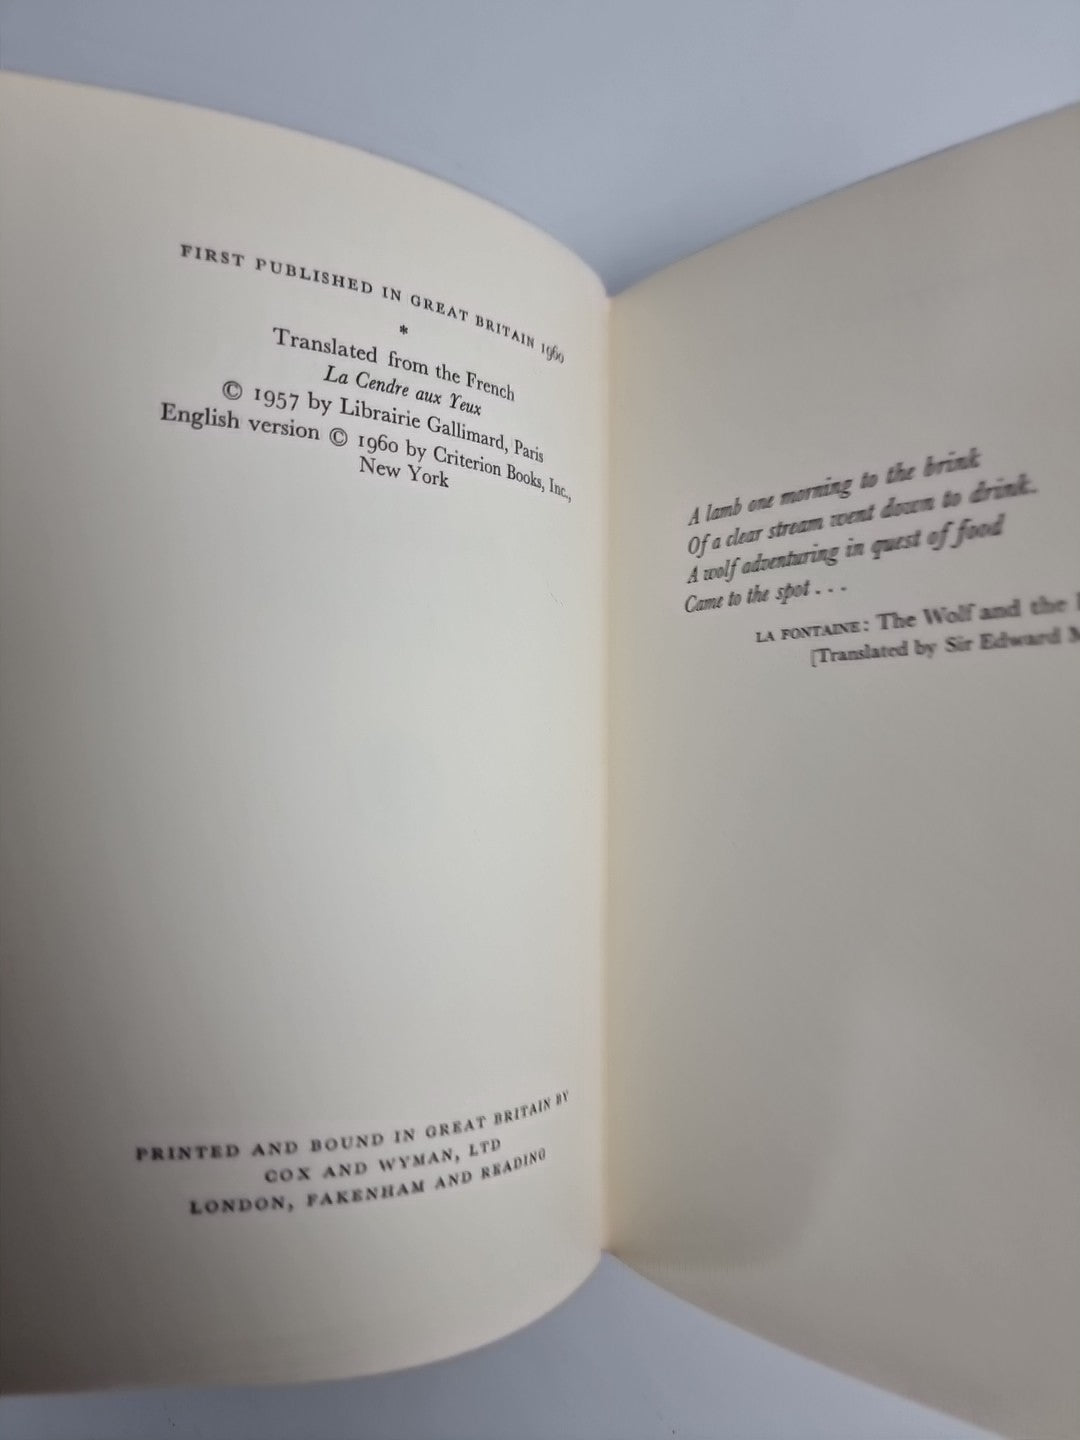 FIRST PUBLISHED IN GREAT BRITAIN 1960
*
Translated from the French
La Cendre aux Yeux
© 1957 by Librairie Gallimard, Paris
English version © 1960 by Criterion Books, Inc.,
New York
PRINTED AND BOUND IN GREAT BRITAIN BY
COX AND WYMAN, LTD
LONDON, FAKENHAM AND READING
A lamb one morning to the brink
Of a clear stream went down to drink.
A wolf adventuring in quest of food
Came to the spot . . .
LA FONTAINE: The Wolf and the
[Translated by Sir Edward